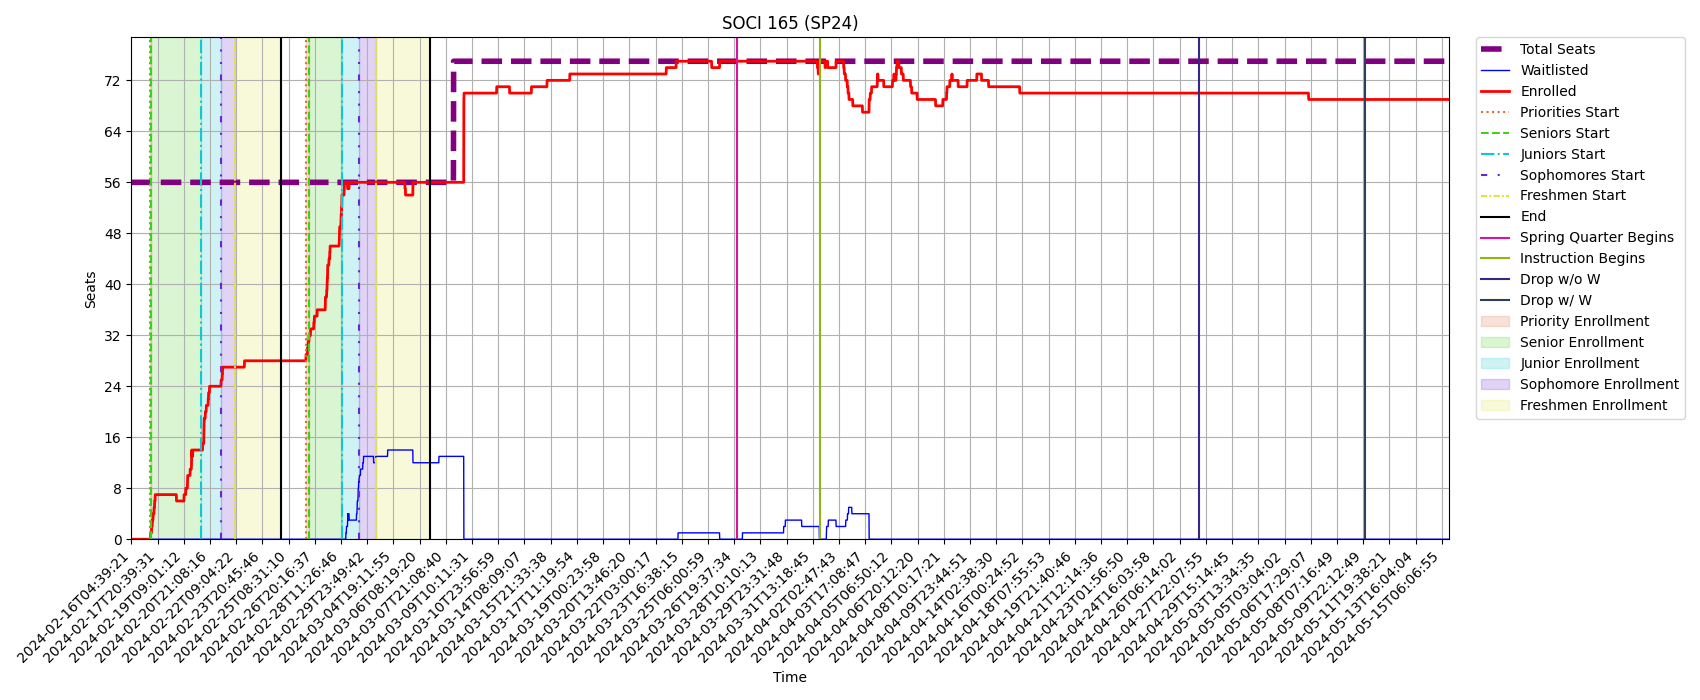 SOCI 165 (SP24)
Seats
72
64
56
48
40
32
24
16
8
0
2024-02-16T04:39:21
2024-02-17T20:39:31
2024-02-19T09:01:12
2024-02-20T21:08:16
2024-02-22T09:04:22
2024-02-23T20:45:46
2024-02-25T08:31:10
2024-02-26T20:16:37
2024-02-28T11:26:46
2024-02-29T23:49:42
2024-03-04T19:11:55
2024-03-06T08:19:20
2024-03-07T21:08:40
2024-03-09T10:11:31
2024-03-10T23:56:59
2024-03-14T08:09:07
2024-03-15T21:33:38
2024-03-17T11:19:54
2024-03-19T00:23:58
2024-03-20T13:46:20
2024-03-22T03:00:17
2024-03-23T16:38:15
2024-03-25T06:00:59
2024-03-26T19:37:34
2024-03-28T10:10:13
2024-03-29T23:31:48
2024-03-31T13:18:45
2024-04-02T02:47:43
2024-04-03T17:08:47
2024-04-05T06:50:12
2024-04-06T20:12:20
2024-04-08T10:17:21
2024-04-09T23:44:51
2024-04-14T02:38:30
2024-04-16T00:24:52
2024-04-18T07:55:53
2024-04-19T21:40:46
2024-04-21T12:14:36
2024-04-23T01:56:50
2024-04-24T16:03:58
2024-04-26T06:14:02
2024-04-27T22:07:55
2024-04-29T15:14:45
2024-05-03T13:34:35
2024-05-05T03:04:02
2024-05-06T17:29:07
2024-05-08T07:16:49
2024-05-09T22:12:49
2024-05-11T19:38:21
2024-05-13T16:04:04
2024-05-15T16:06:55
Time
Total Seats
Waitlisted
Enrolled
Priorities Start
Seniors Start
Juniors Start
Sophomores Start
Freshmen Start
End
Spring Quarter Begins
Instruction Begins
Drop w/o W
Drop w/ W
Priority Enrollment
Senior Enrollment
Junior Enrollment
Sophomore Enrollment
Freshmen Enrollment